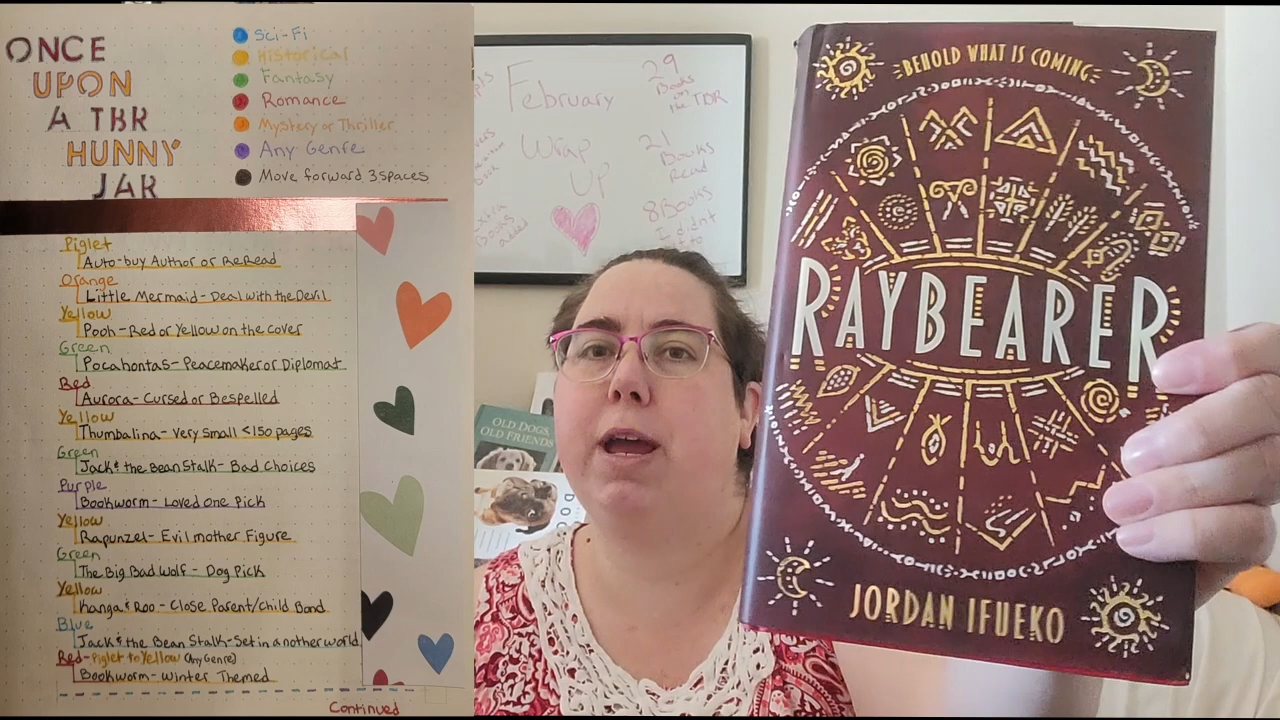 ONCE
UPON
A TBR
HUNNY
JAR
Sci-Fi
Historical
Fantasy
Romance
Mystery or Thriller
Any Genre
Move forward 3 spaces
Piglet
Auto-buy Author or ReRead
Orange
Little Mermaid - Deal with the Devil
Yellow
Pooh - Red or Yellow on the cover
Green
Pocahontas - Peacemaker or Diplomat
Red
Aurora - Cursed or Bespelled
Yellow
Thumbalina - Very Small <150 pages
Green
Jack & the Bean Stalk - Bad Choices
Purple
Bookworm - Loved One Pick
Yellow
Rapunzel - Evil mother Figure
Green
The Big Bad Wolf - Dog Pick
Yellow
Kanga & Roo - Close Parent/Child Bond
Blue
Jack & the Bean Stalk - Set in another world
Red - Piglet to Yellow (Any Genre)
Bookworm - Winter Themed
Continued
February
Wrap
UP
29
Books
on
the TBR
21
Books
Read
8 Books
I didn't
OLD DOGS,
OLD FRIENDS
BEHOLD WHAT IS COMING
RAYBEARER
JORDAN IFUEKO